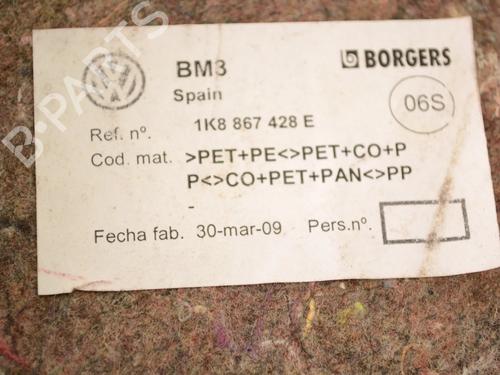 BM3
BORGERS
Spain
06S
Ref. nº. 1K8 867 428 E
Cod. mat. >PET+PE<>PET+CO+P
P<>CO+PET+PAN<>PP
-
Fecha fab. 30-mar-09 Pers.nº.
B-PARTS